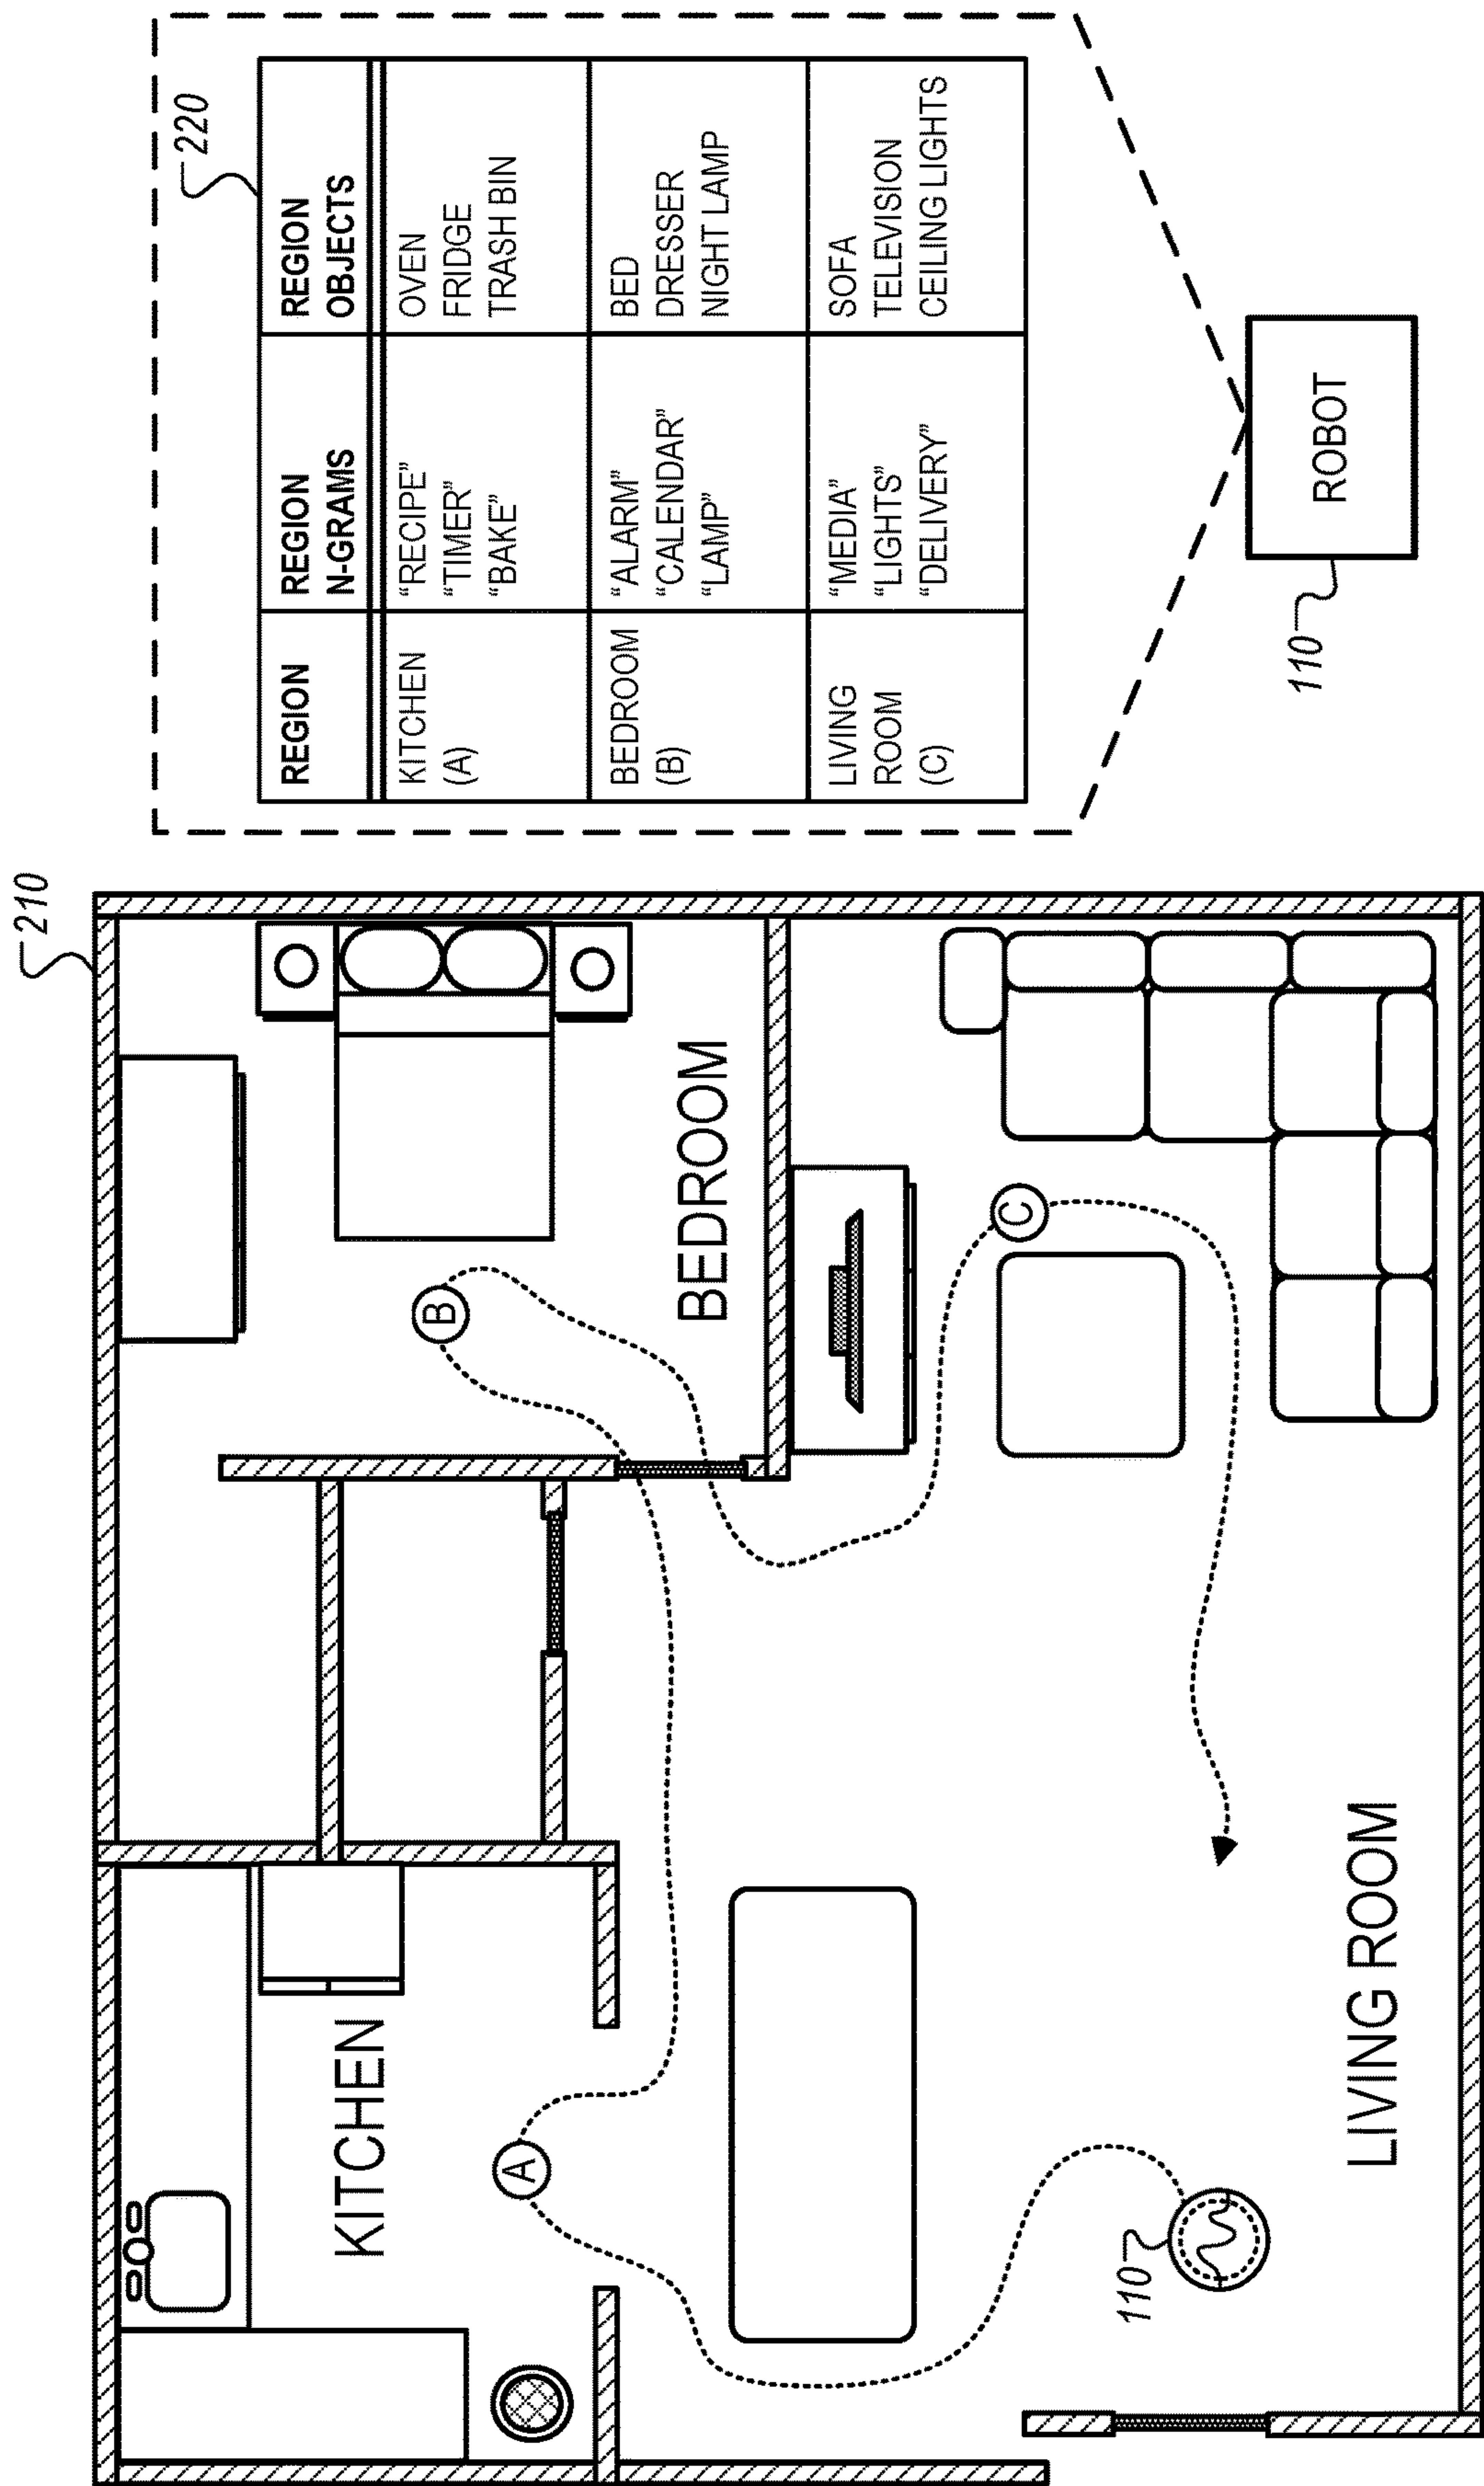 210
KITCHEN
A
B
BEDROOM
C
110
LIVING ROOM
220
REGION
REGION
N-GRAMS
REGION
OBJECTS
KITCHEN
(A)
“RECIPE”
“TIMER”
“BAKE”
OVEN
FRIDGE
TRASH BIN
BEDROOM
(B)
“ALARM”
“CALENDAR”
“LAMP”
BED
DRESSER
NIGHT LAMP
LIVING
ROOM
(C)
“MEDIA”
“LIGHTS”
“DELIVERY”
SOFA
TELEVISION
CEILING LIGHTS
110
ROBOT